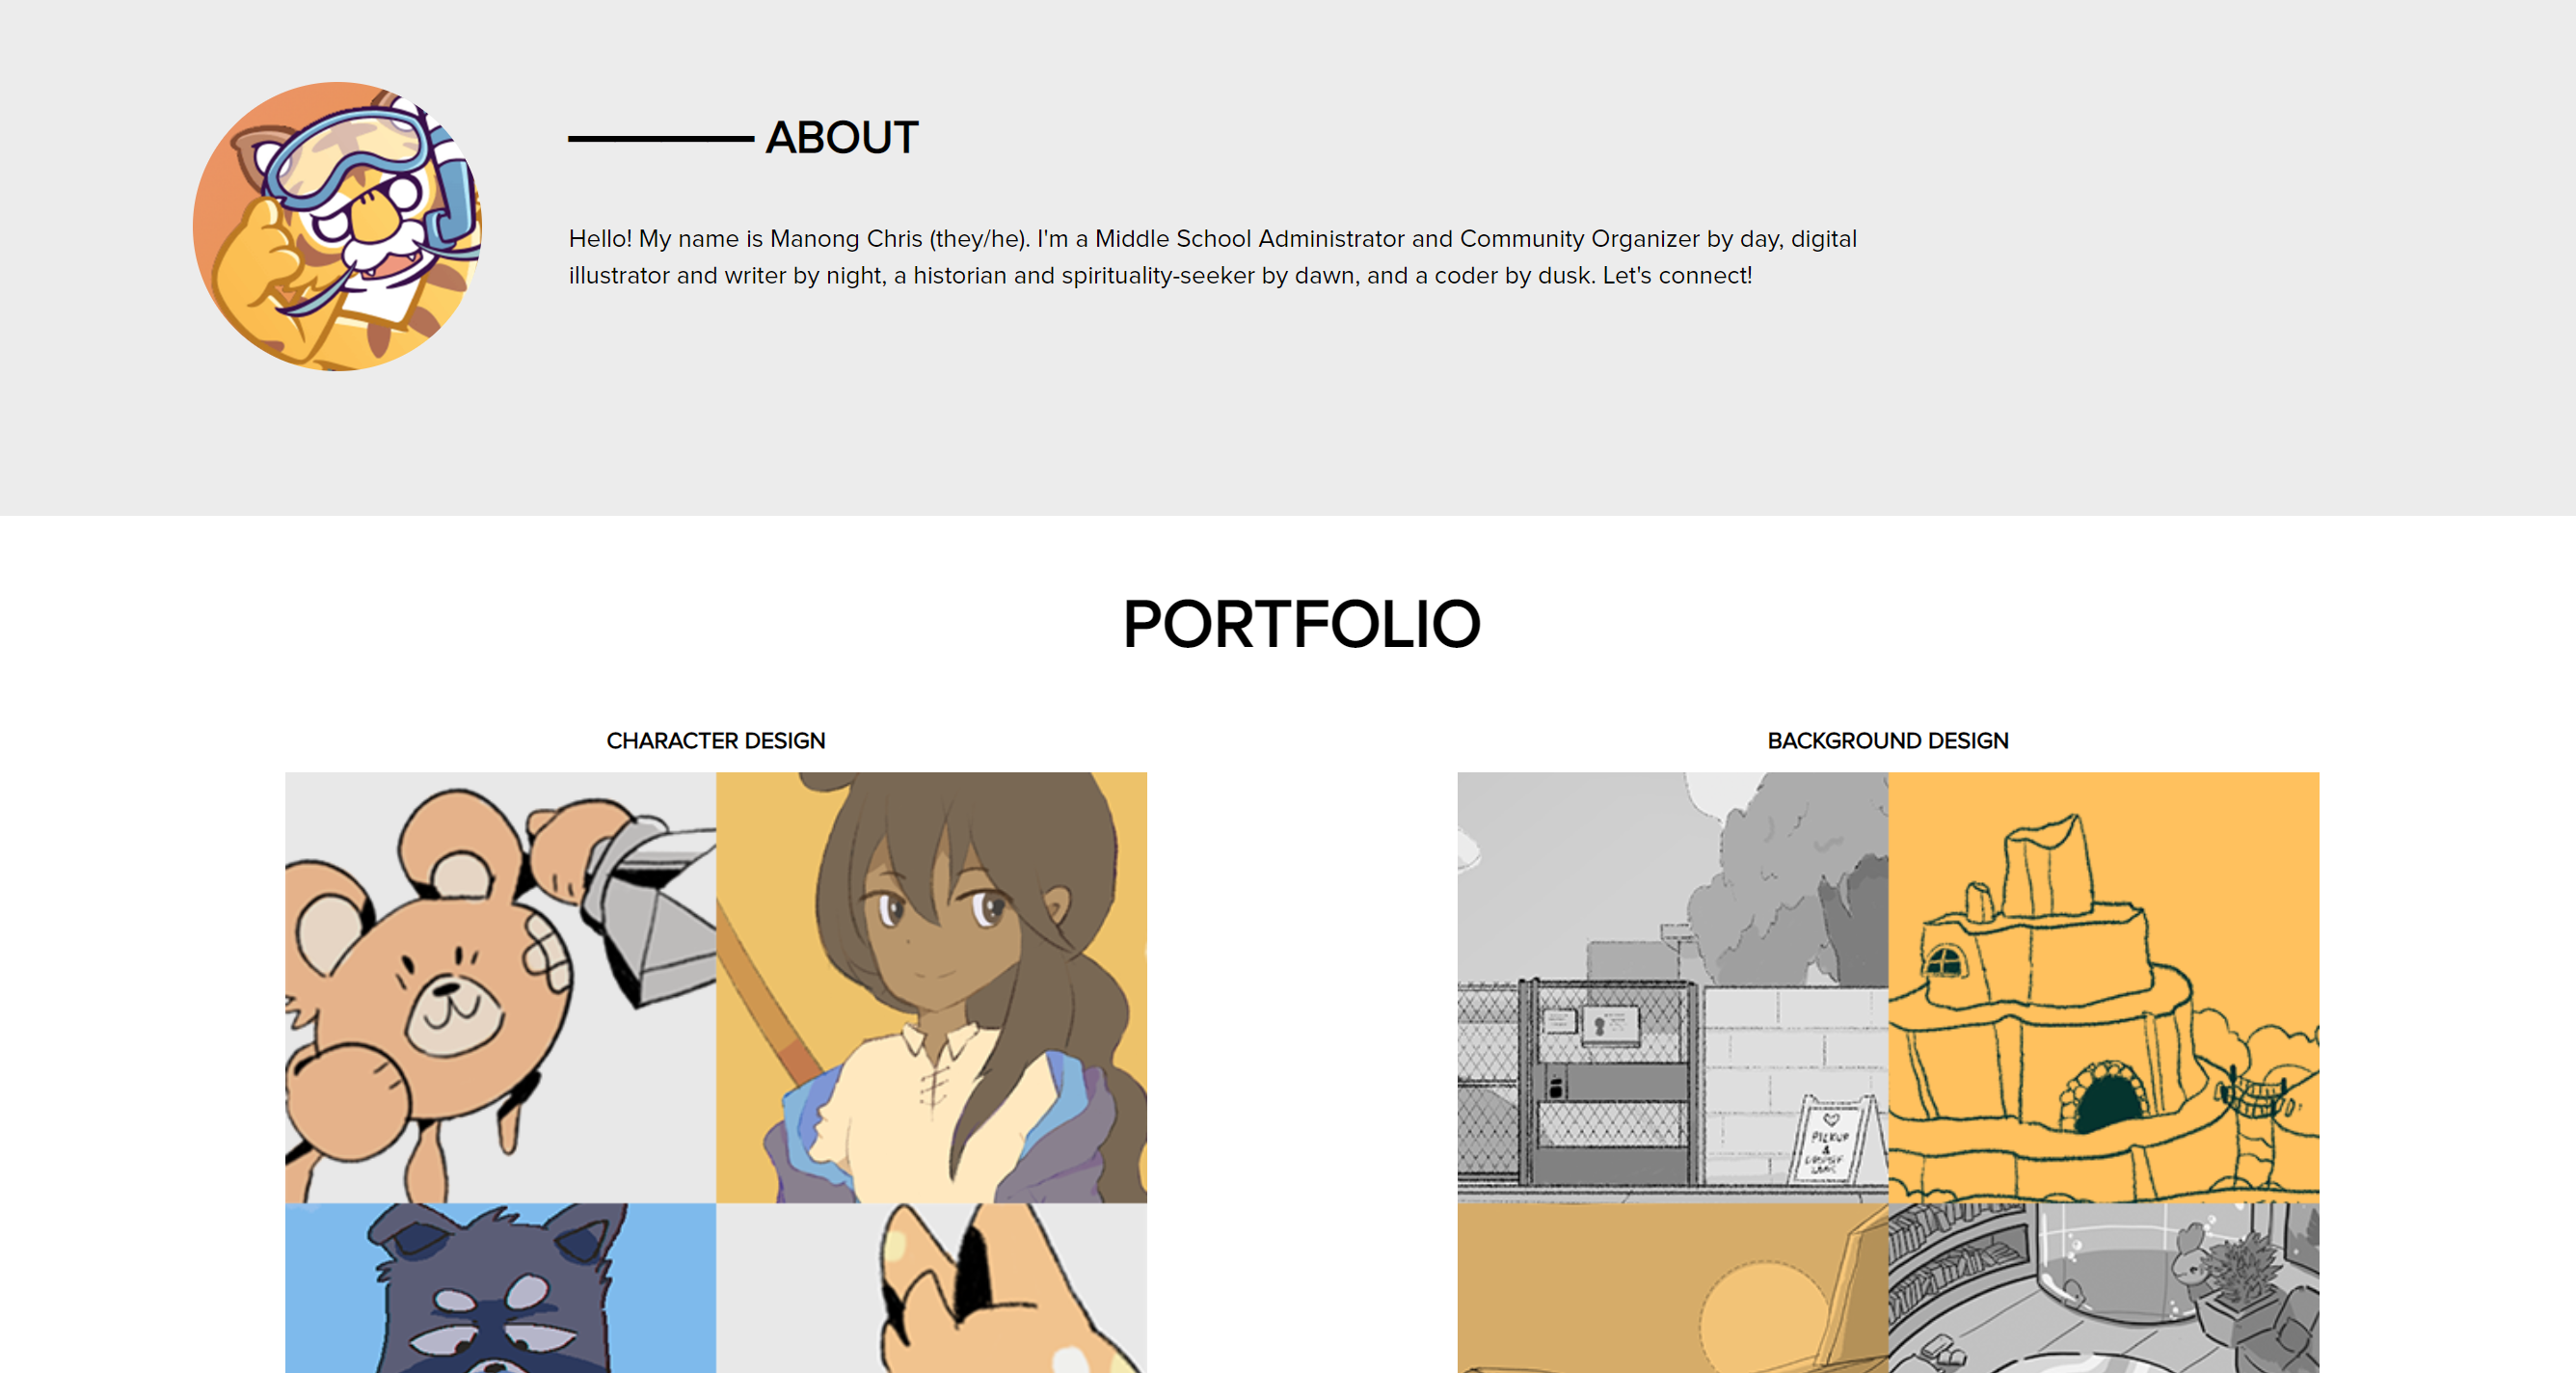 ABOUT
Hello! My name is Manong Chris (they/he). I'm a Middle School Administrator and Community Organizer by day, digital
illustrator and writer by night, a historian and spirituality-seeker by dawn, and a coder by dusk. Let's connect!
PORTFOLIO
CHARACTER DESIGN
BACKGROUND DESIGN
PICKUP
&